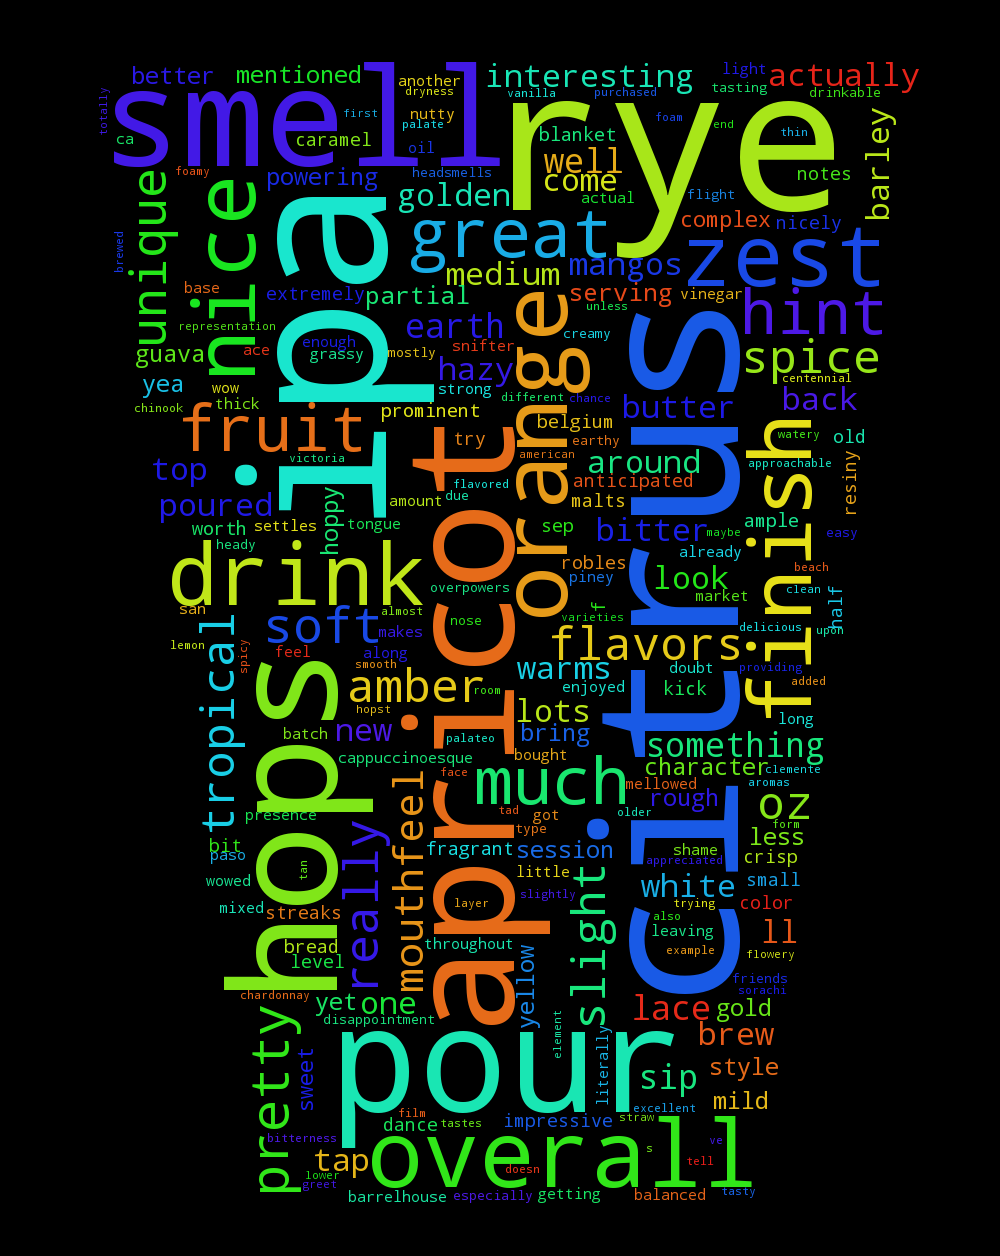 smell
rye
ipa
citrus
apricot
hops
pour
overall
drink
orange
zest
great
nice
finish
hint
spice
fruit
much
unique
tropical
pretty
really
mouthfeel
slight
amber
soft
flavors
something
oz
white
lace
brew
better
mentioned
another
dryness
interesting
vanilla
purchased
light
tasting
actually
drinkable
totally
ca
first
palate
nutty
caramel
oil
foam
end
thin
blanket
well
come
actual
notes
barley
foamy
powering
headsmells
golden
flight
complex
nicely
brewed
medium
mangos
base
extremely
partial
serving
vinegar
unless
representation
earth
creamy
guava
ace
enough
grassy
mostly
snifter
hazy
centennial
yea
wow
strong
different
chance
butter
back
chinook
thick
prominent
belgium
watery
old
try
earthy
american
around
approachable
victoria
top
flavored
anticipated
resiny
poured
amount
due
malts
worth
settles
hoppy
tongue
sep
bitter
maybe
ample
easy
heady
already
robles
piney
look
beach
overpowers
market
clean
half
san
almost
f
varieties
nose
delicious
upon
lemon
spicy
feel
makes
along
smooth
warms
doubt
providing
enjoyed
kick
added
room
hopst
lots
long
batch
new
palateo
bring
cappuccinoesque
bought
character
clemente
face
mellowed
aromas
rough
presence
tad
got
older
form
type
less
bit
paso
fragrant
session
shame
appreciated
crisp
tan
little
wowed
slightly
small
layer
trying
color
mixed
streaks
also
leaving
ll
bread
throughout
example
flowery
level
yellow
friends
sorachi
chardonnay
yet
one
gold
disappointment
element
literally
sweet
style
sip
mild
film
dance
tastes
impressive
excellent
straw
bitterness
tap
s
ve
lower
greet
doesn
tell
barrelhouse
especially
getting
balanced
tasty